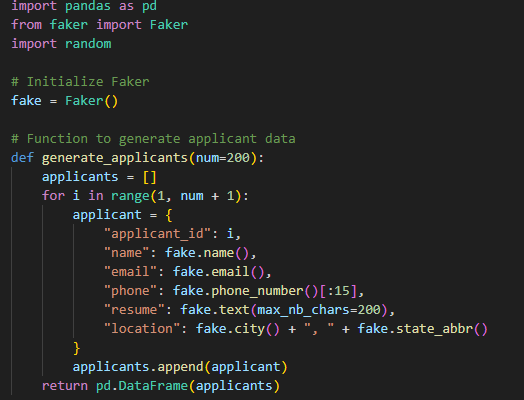 import pandas as pd
from faker import Faker
import random

# Initialize Faker
fake = Faker()

# Function to generate applicant data
def generate_applicants(num=200):
    applicants = []
    for i in range(1, num + 1):
        applicant = {
            "applicant_id": i,
            "name": fake.name(),
            "email": fake.email(),
            "phone": fake.phone_number()[:15],
            "resume": fake.text(max_nb_chars=200),
            "location": fake.city() + ", " + fake.state_abbr()
        }
        applicants.append(applicant)
    return pd.DataFrame(applicants)